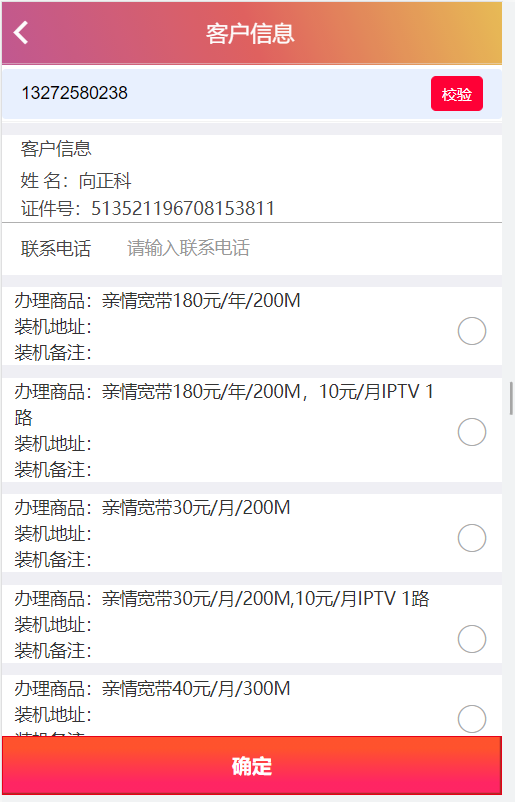 客户信息
13272580238
校验
客户信息
姓 名：向正科
证件号：513521196708153811
联系电话 请输入联系电话
办理商品：亲情宽带180元/年/200M
装机地址：
装机备注：
办理商品：亲情宽带180元/年/200M，10元/月IPTV 1
路
装机地址：
装机备注：
办理商品：亲情宽带30元/月/200M
装机地址：
装机备注：
办理商品：亲情宽带30元/月/200M,10元/月IPTV 1路
装机地址：
装机备注：
办理商品：亲情宽带40元/月/300M
装机地址：
确定